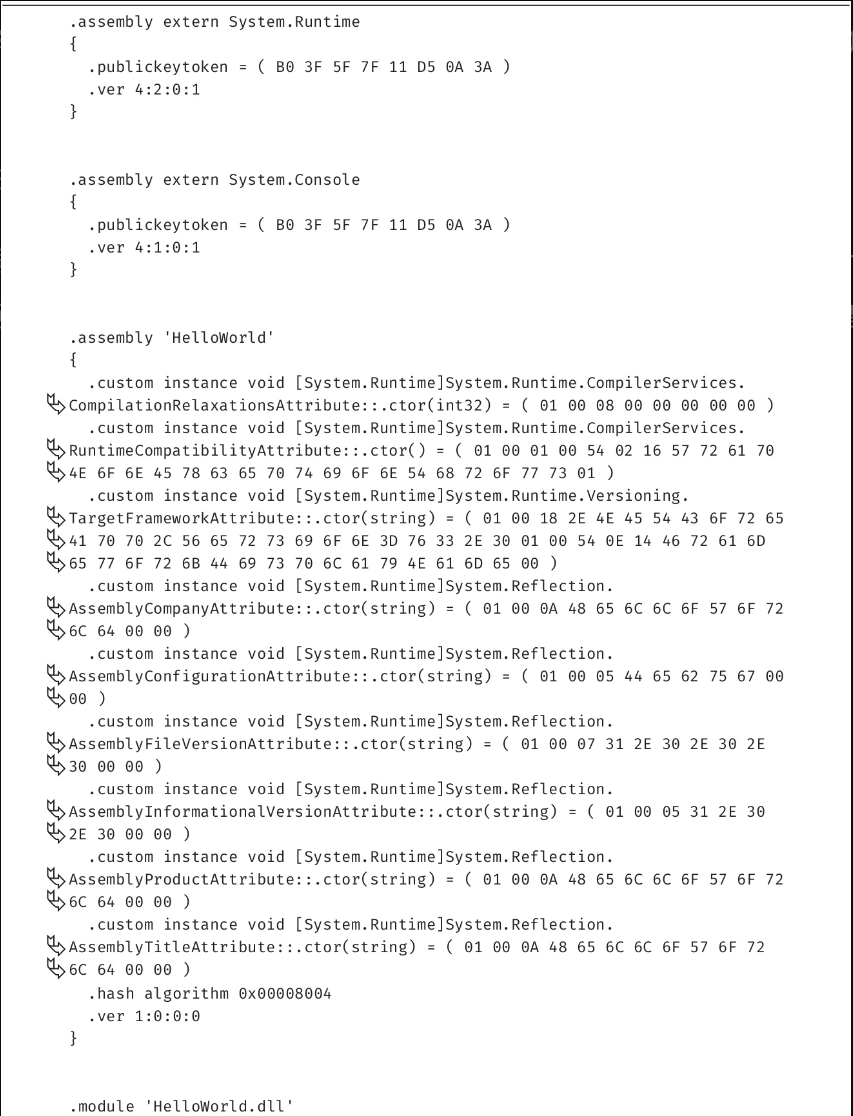 .assembly extern System.Runtime
{
  .publickeytoken = ( B0 3F 5F 7F 11 D5 0A 3A )
  .ver 4:2:0:1
}
.assembly extern System.Console
{
  .publickeytoken = ( B0 3F 5F 7F 11 D5 0A 3A )
  .ver 4:1:0:1
}
.assembly 'HelloWorld'
{
  .custom instance void [System.Runtime]System.Runtime.CompilerServices.
CompilationRelaxationsAttribute::.ctor(int32) = ( 01 00 08 00 00 00 00 00 )
  .custom instance void [System.Runtime]System.Runtime.CompilerServices.
RuntimeCompatibilityAttribute::.ctor() = ( 01 00 01 00 54 02 16 57 72 61 70
4E 6F 6E 45 78 63 65 70 74 69 6F 6E 54 68 72 6F 77 73 01 )
  .custom instance void [System.Runtime]System.Runtime.Versioning.
TargetFrameworkAttribute::.ctor(string) = ( 01 00 18 2E 4E 45 54 43 6F 72 65
41 70 70 2C 56 65 72 73 69 6F 6E 3D 76 33 2E 30 01 00 54 0E 14 46 72 61 6D
65 77 6F 72 6B 44 69 73 70 6C 61 79 4E 61 6D 65 00 )
  .custom instance void [System.Runtime]System.Reflection.
AssemblyCompanyAttribute::.ctor(string) = ( 01 00 0A 48 65 6C 6C 6F 57 6F 72
6C 64 00 00 )
  .custom instance void [System.Runtime]System.Reflection.
AssemblyConfigurationAttribute::.ctor(string) = ( 01 00 05 44 65 62 75 67 00
00 )
  .custom instance void [System.Runtime]System.Reflection.
AssemblyFileVersionAttribute::.ctor(string) = ( 01 00 07 31 2E 30 2E 30 2E
30 00 00 )
  .custom instance void [System.Runtime]System.Reflection.
AssemblyInformationalVersionAttribute::.ctor(string) = ( 01 00 05 31 2E 30
2E 30 00 00 )
  .custom instance void [System.Runtime]System.Reflection.
AssemblyProductAttribute::.ctor(string) = ( 01 00 0A 48 65 6C 6C 6F 57 6F 72
6C 64 00 00 )
  .custom instance void [System.Runtime]System.Reflection.
AssemblyTitleAttribute::.ctor(string) = ( 01 00 0A 48 65 6C 6C 6F 57 6F 72
6C 64 00 00 )
  .hash algorithm 0x00008004
  .ver 1:0:0:0
}
.module 'HelloWorld.dll'